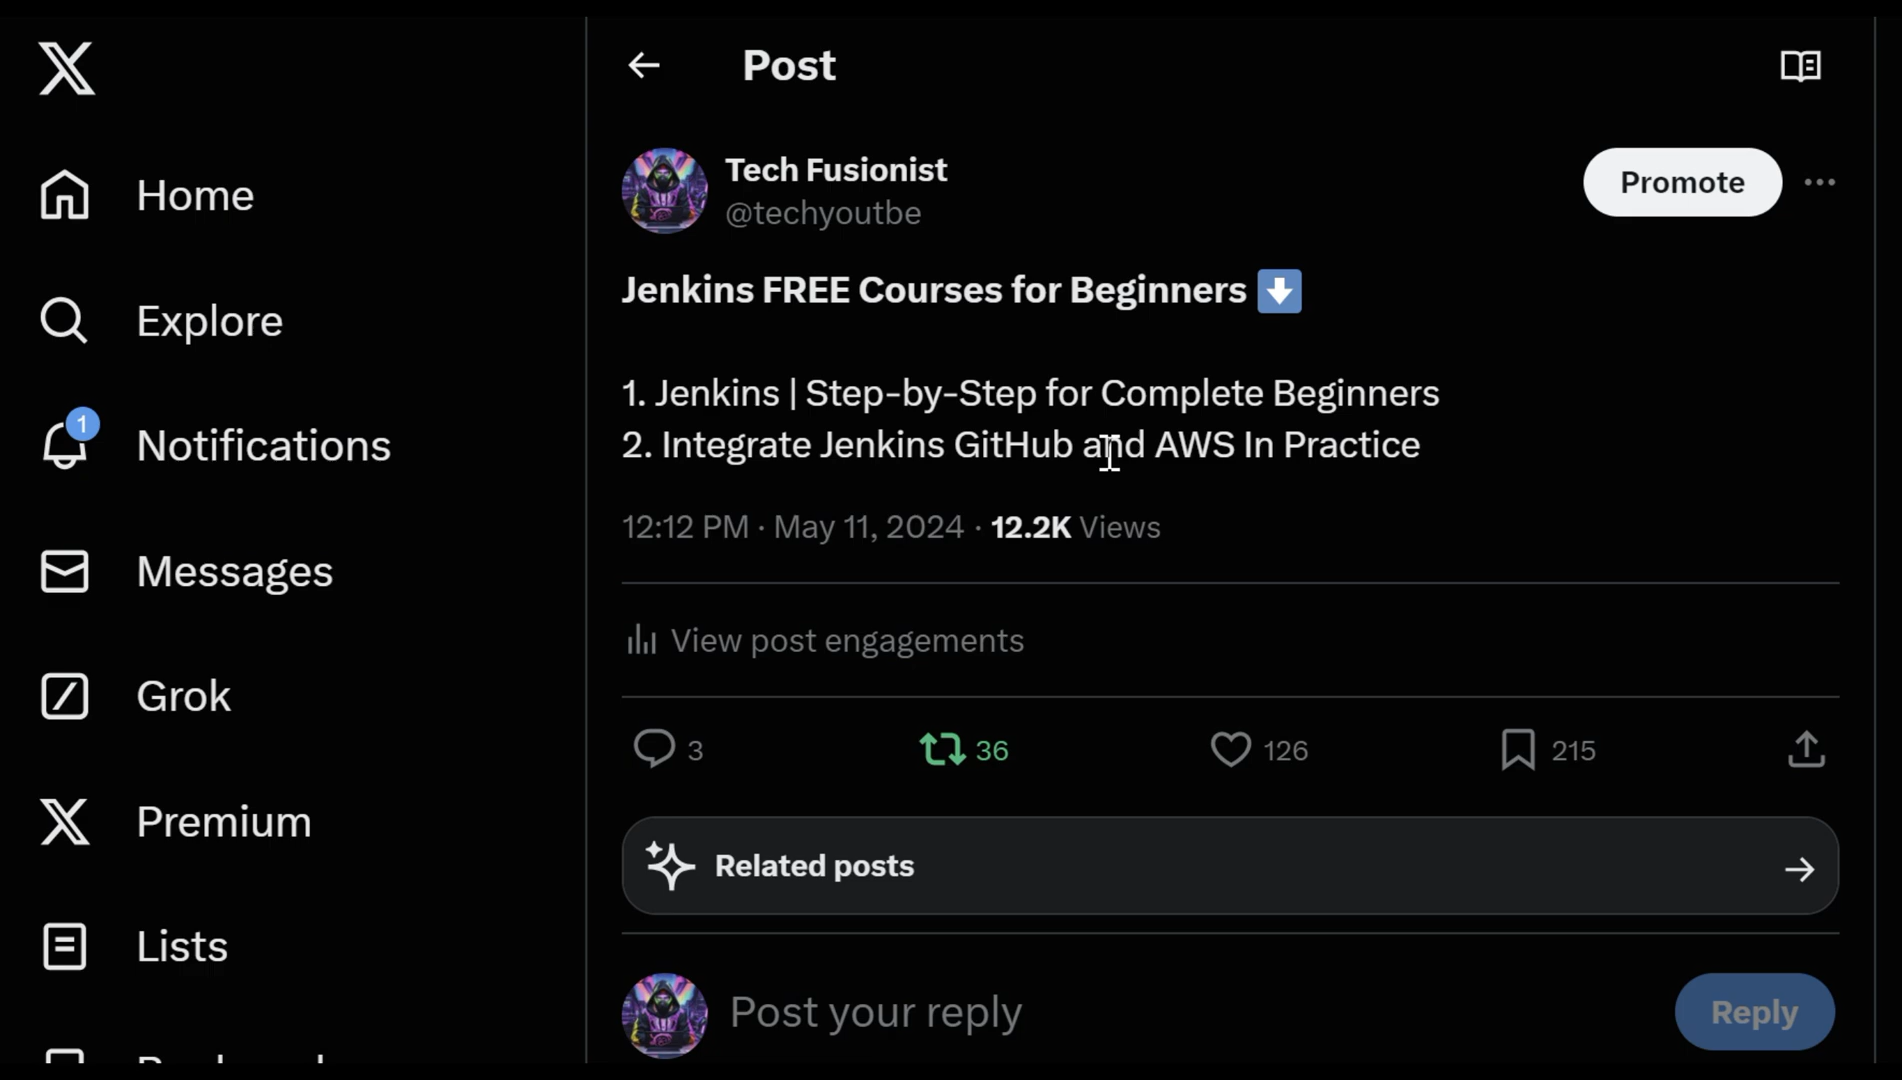 Post
Home
Explore
1
Notifications
Messages
Grok
Premium
Lists
Tech Fusionist
@techyoutbe
Promote
Jenkins FREE Courses for Beginners
1. Jenkins | Step-by-Step for Complete Beginners
2. Integrate Jenkins GitHub and AWS In Practice
12:12 PM · May 11, 2024 · 12.2K Views
View post engagements
3 36 126 215
Related posts
Post your reply
Reply